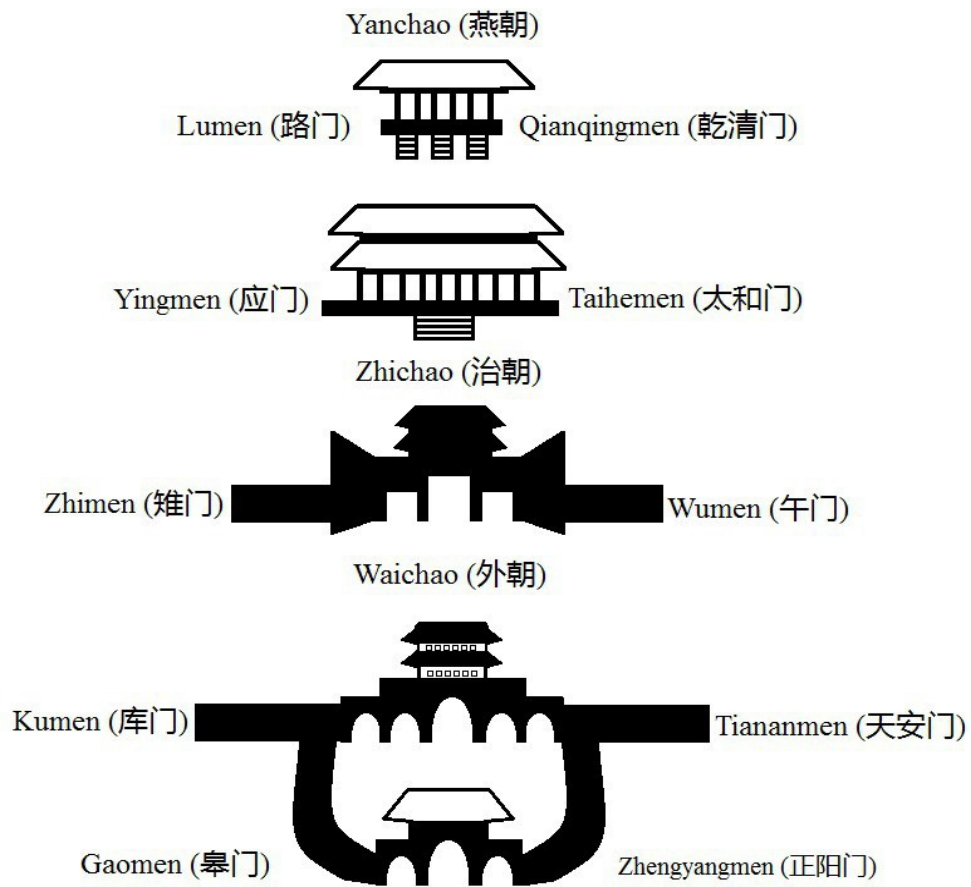 Yanchao (燕朝)
Lumen (路门) Qianqingmen (乾清门)
Yingmen (应门) Taihemen (太和门)
Zhichao (治朝)
Zhimen (雉门) Wumen (午门)
Waichao (外朝)
Kumen (库门) Tiananmen (天安门)
Gaomen (皋门) Zhengyangmen (正阳门)